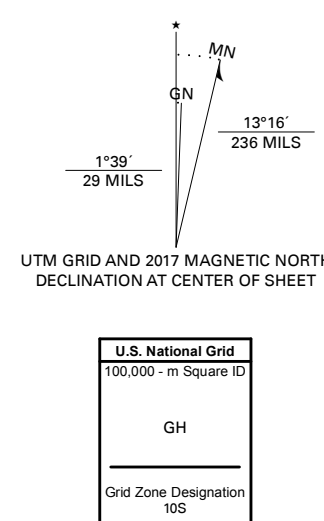 ★
MN
GN
13°16´
236 MILS
1°39´
29 MILS
UTM GRID AND 2017 MAGNETIC NORTH
DECLINATION AT CENTER OF SHEET
U.S. National Grid
100,000 - m Square ID
GH
Grid Zone Designation
10S